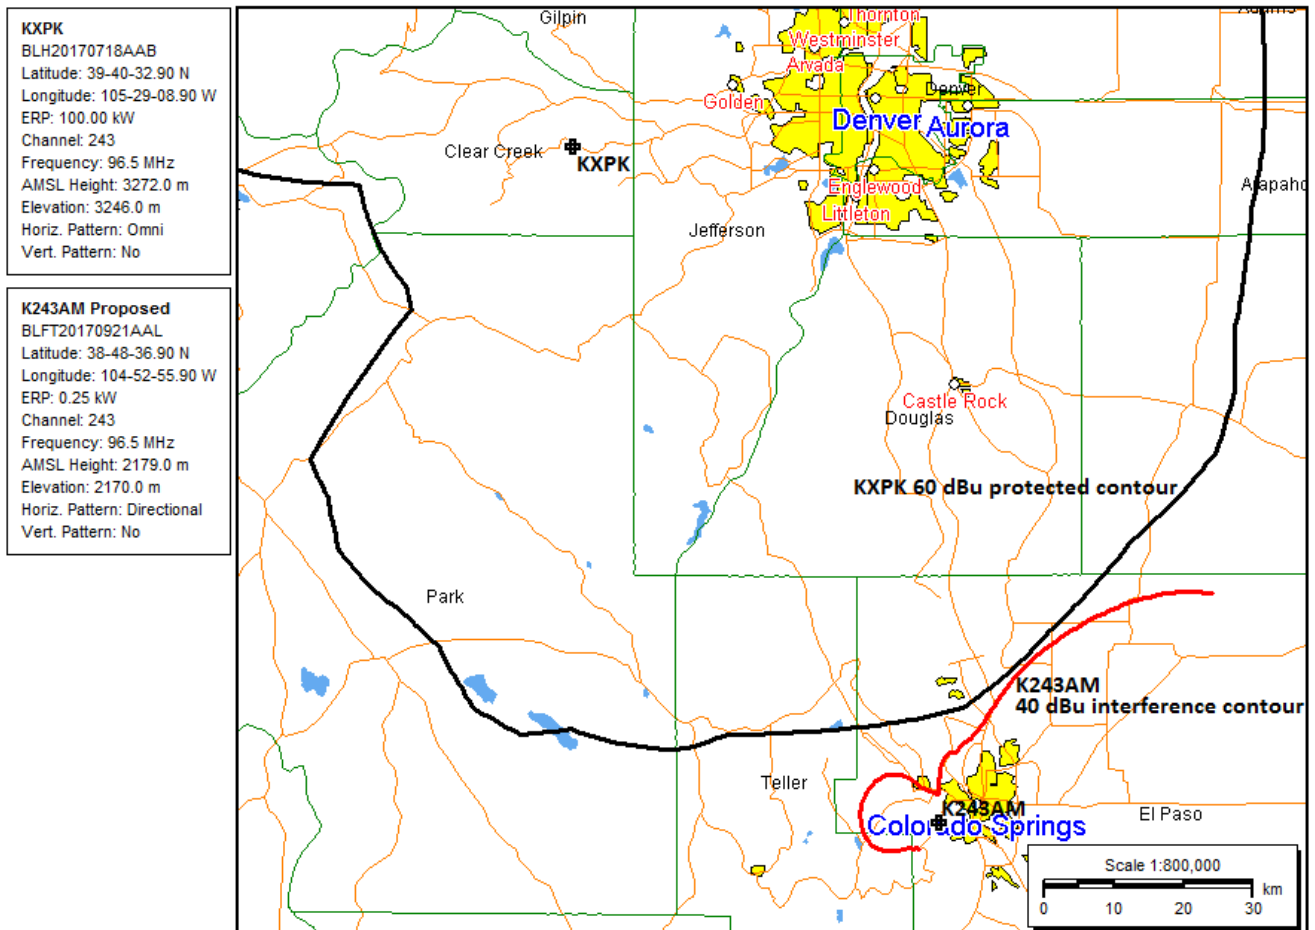 KXPK
BLH20170718AAB
Latitude: 39-40-32.90 N
Longitude: 105-29-08.90 W
ERP: 100.00 kW
Channel: 243
Frequency: 96.5 MHz
AMSL Height: 3272.0 m
Elevation: 3246.0 m
Horiz. Pattern: Omni
Vert. Pattern: No
K243AM Proposed
BLFT20170921AAL
Latitude: 38-48-36.90 N
Longitude: 104-52-55.90 W
ERP: 0.25 kW
Channel: 243
Frequency: 96.5 MHz
AMSL Height: 2179.0 m
Elevation: 2170.0 m
Horiz. Pattern: Directional
Vert. Pattern: No
Gilpin
Thornton
Westminster
Arvada
Golden
Denver
Denver Aurora
Clear Creek
KXPK
Englewood
Littleton
Jefferson
Castle Rock
Douglas
KXPK 60 dBu protected contour
Park
K243AM
40 dBu interference contour
Teller
K243AM
Colorado Springs
El Paso
Scale 1:800,000
km
0 10 20 30